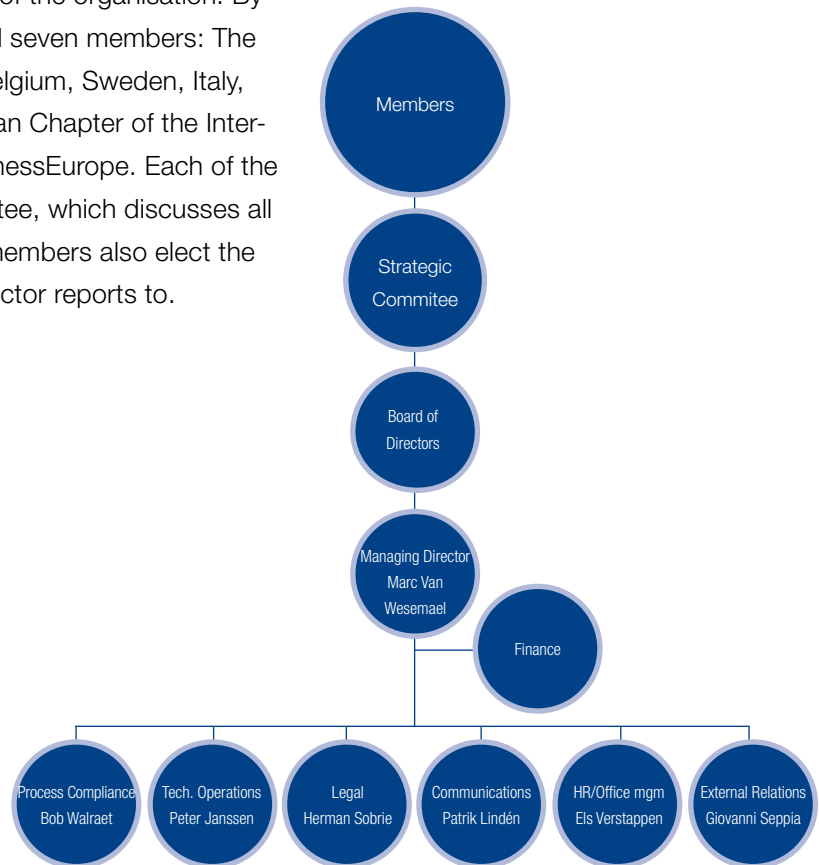 of the organisation. By
seven members: The
elgium, Sweden, Italy,
an Chapter of the Inter-
nessEurope. Each of the
tee, which discusses all
members also elect the
ctor reports to.
Members
Strategic
Commitee
Board of
Directors
Managing Director
Marc Van
Wesemael
Finance
Process Compliance
Bob Walraet
Tech. Operations
Peter Janssen
Legal
Herman Sobrie
Communications
Patrik Lindén
HR/Office mgm
Els Verstappen
External Relations
Giovanni Seppia